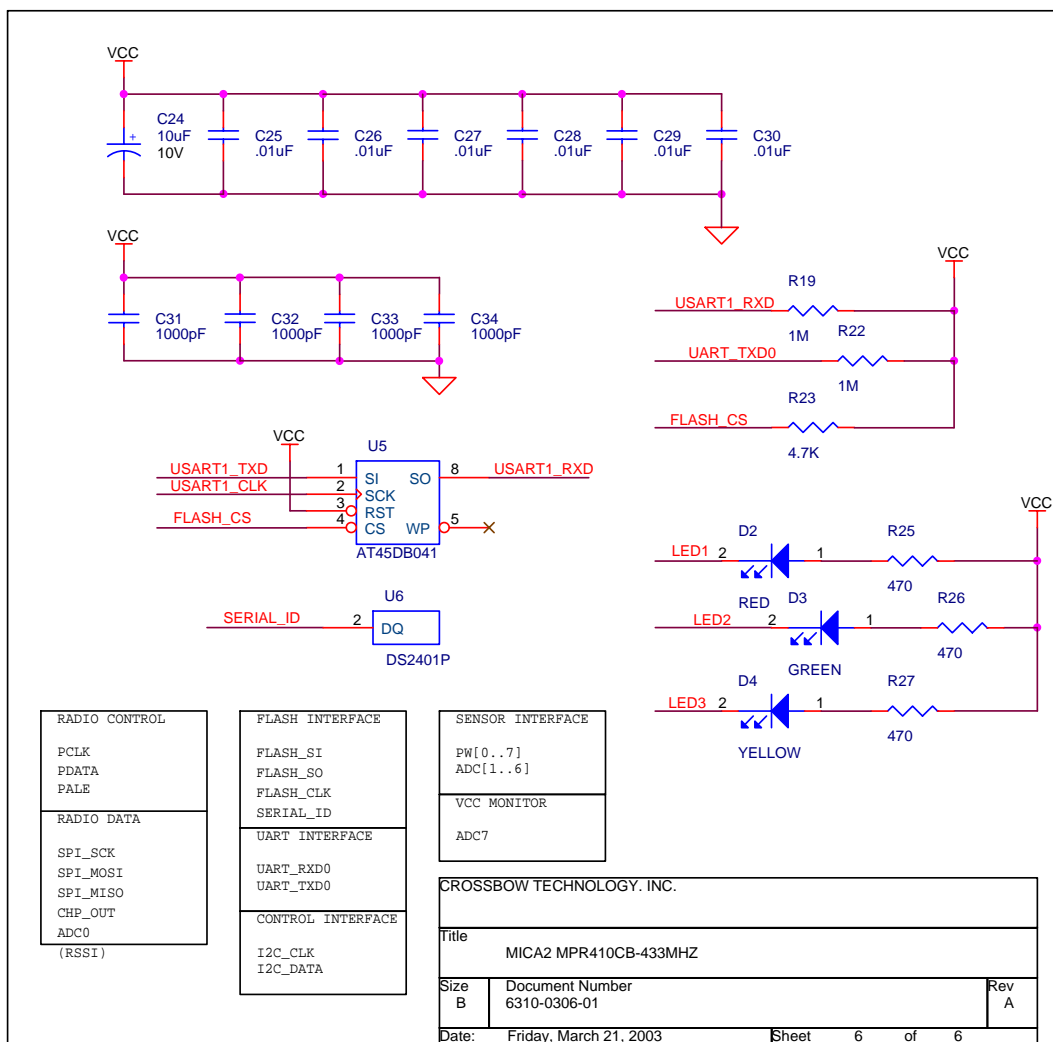 VCC
C24
10uF
10V
+
C25
.01uF
C26
.01uF
C27
.01uF
C28
.01uF
C29
.01uF
C30
.01uF
VCC
C31
1000pF
C32
1000pF
C33
1000pF
C34
1000pF
VCC
R19
USART1_RXD
1M
R22
UART_TXD0
1M
R23
FLASH_CS
4.7K
VCC
U5
USART1_TXD 1 SI SO 8 USART1_RXD
USART1_CLK 2 SCK
3 RST
FLASH_CS 4 CS WP 5
AT45DB041
U6
SERIAL_ID 2 DQ
DS2401P
VCC
D2 R25
LED1 2 1
RED 470
D3 R26
LED2 2 1
GREEN 470
D4 R27
LED3 2 1
YELLOW 470
RADIO CONTROL
PCLK
PDATA
PALE
RADIO DATA
SPI_SCK
SPI_MOSI
SPI_MISO
CHP_OUT
ADC0
(RSSI)
FLASH INTERFACE
FLASH_SI
FLASH_SO
FLASH_CLK
SERIAL_ID
UART INTERFACE
UART_RXD0
UART_TXD0
CONTROL INTERFACE
I2C_CLK
I2C_DATA
SENSOR INTERFACE
PW[0..7]
ADC[1..6]
VCC MONITOR
ADC7
CROSSBOW TECHNOLOGY. INC.
Title
MICA2 MPR410CB-433MHZ
Size Document Number Rev
B 6310-0306-01 A
Date: Friday, March 21, 2003 Sheet 6 of 6